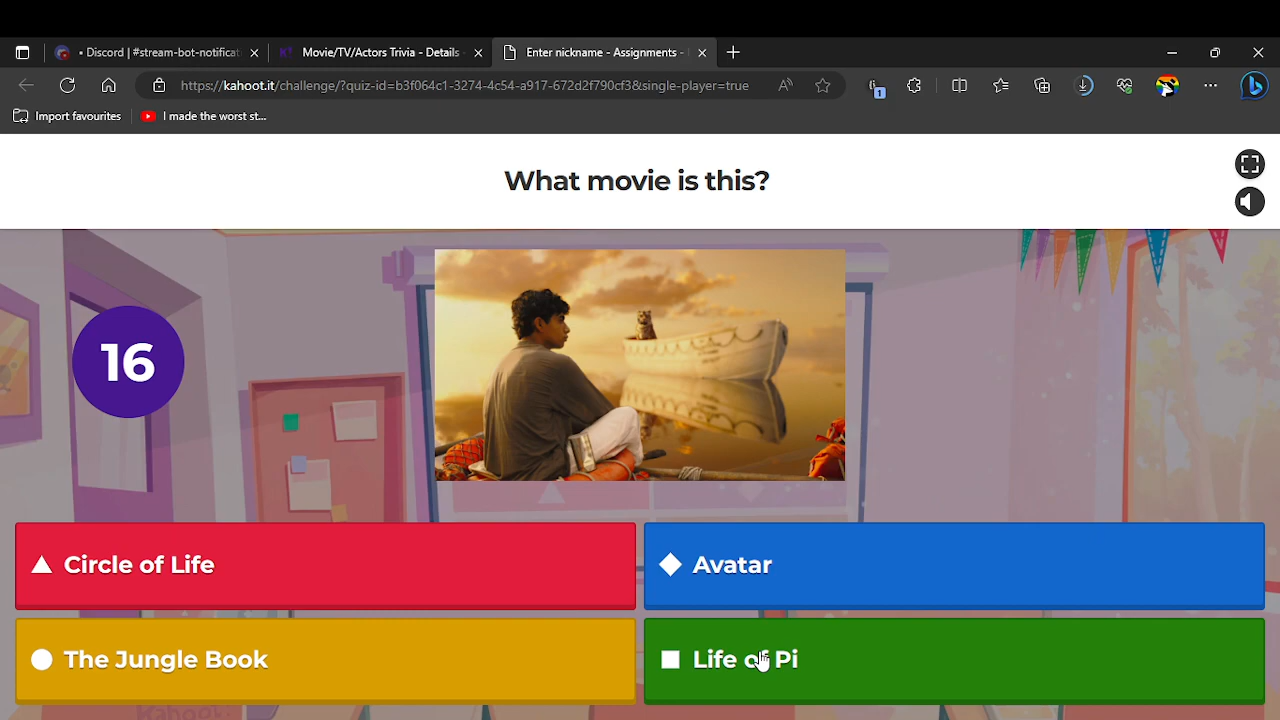 • Discord | #stream-bot-notificat
Movie/TV/Actors Trivia - Details -
Enter nickname - Assignments -
https://kahoot.it/challenge/?quiz-id=b3f064c1-3274-4c54-a917-672d2f790cf3&single-player=true
1
Import favourites
I made the worst st...
What movie is this?
16
Circle of Life
Avatar
The Jungle Book
Life of Pi
Kahoot!